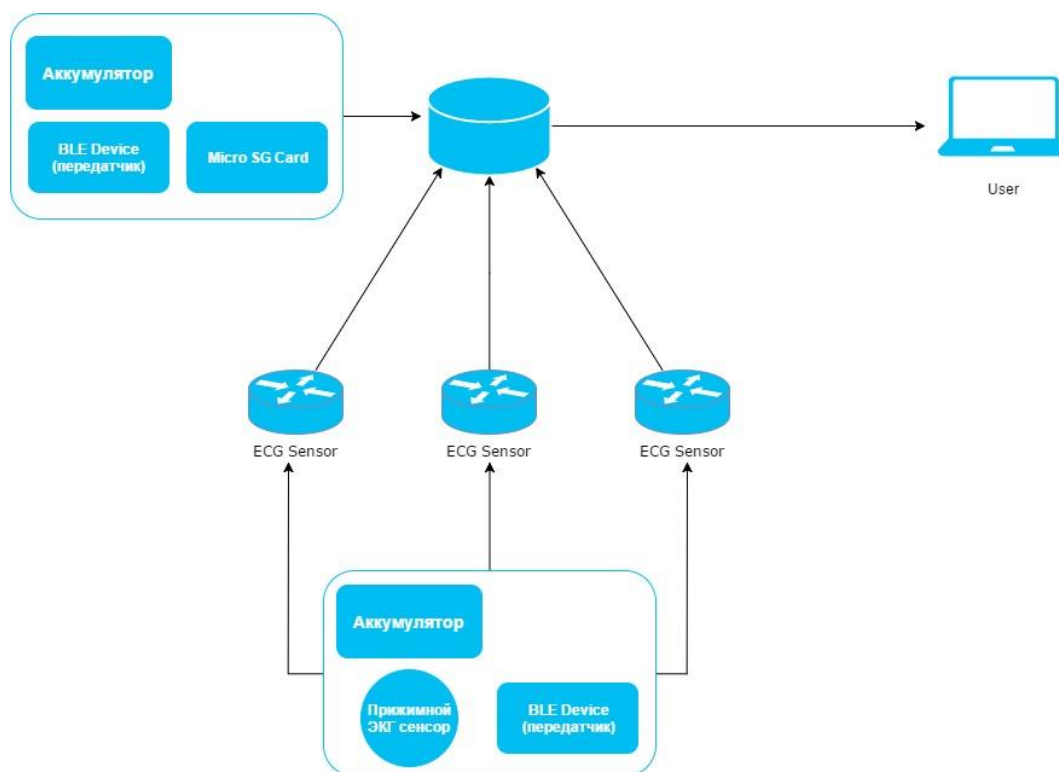 Аккумулятор
BLE Device
(передатчик)
Micro SG Card
User
ECG Sensor
ECG Sensor
ECG Sensor
Аккумулятор
Прижимной
ЭКГ сенсор
BLE Device
(передатчик)